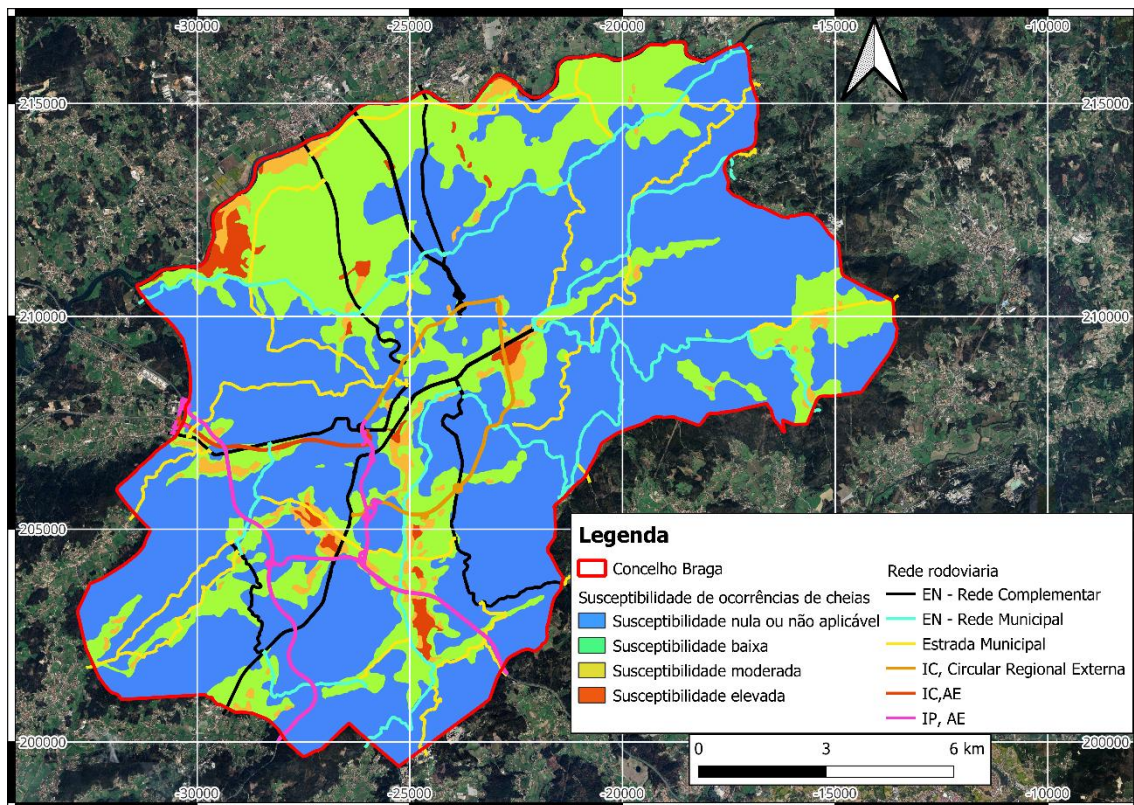 -30000 -25000 -20000 -15000 -10000
215000 215000
210000 210000
205000
200000 200000
-30000 -25000 -20000 -15000 -10000
Legenda
Concelho Braga
Susceptibilidade de ocorrências de cheias
Susceptibilidade nula ou não aplicável
Susceptibilidade baixa
Susceptibilidade moderada
Susceptibilidade elevada
Rede rodoviaria
EN - Rede Complementar
EN - Rede Municipal
Estrada Municipal
IC, Circular Regional Externa
IC,AE
IP, AE
0 3 6 km